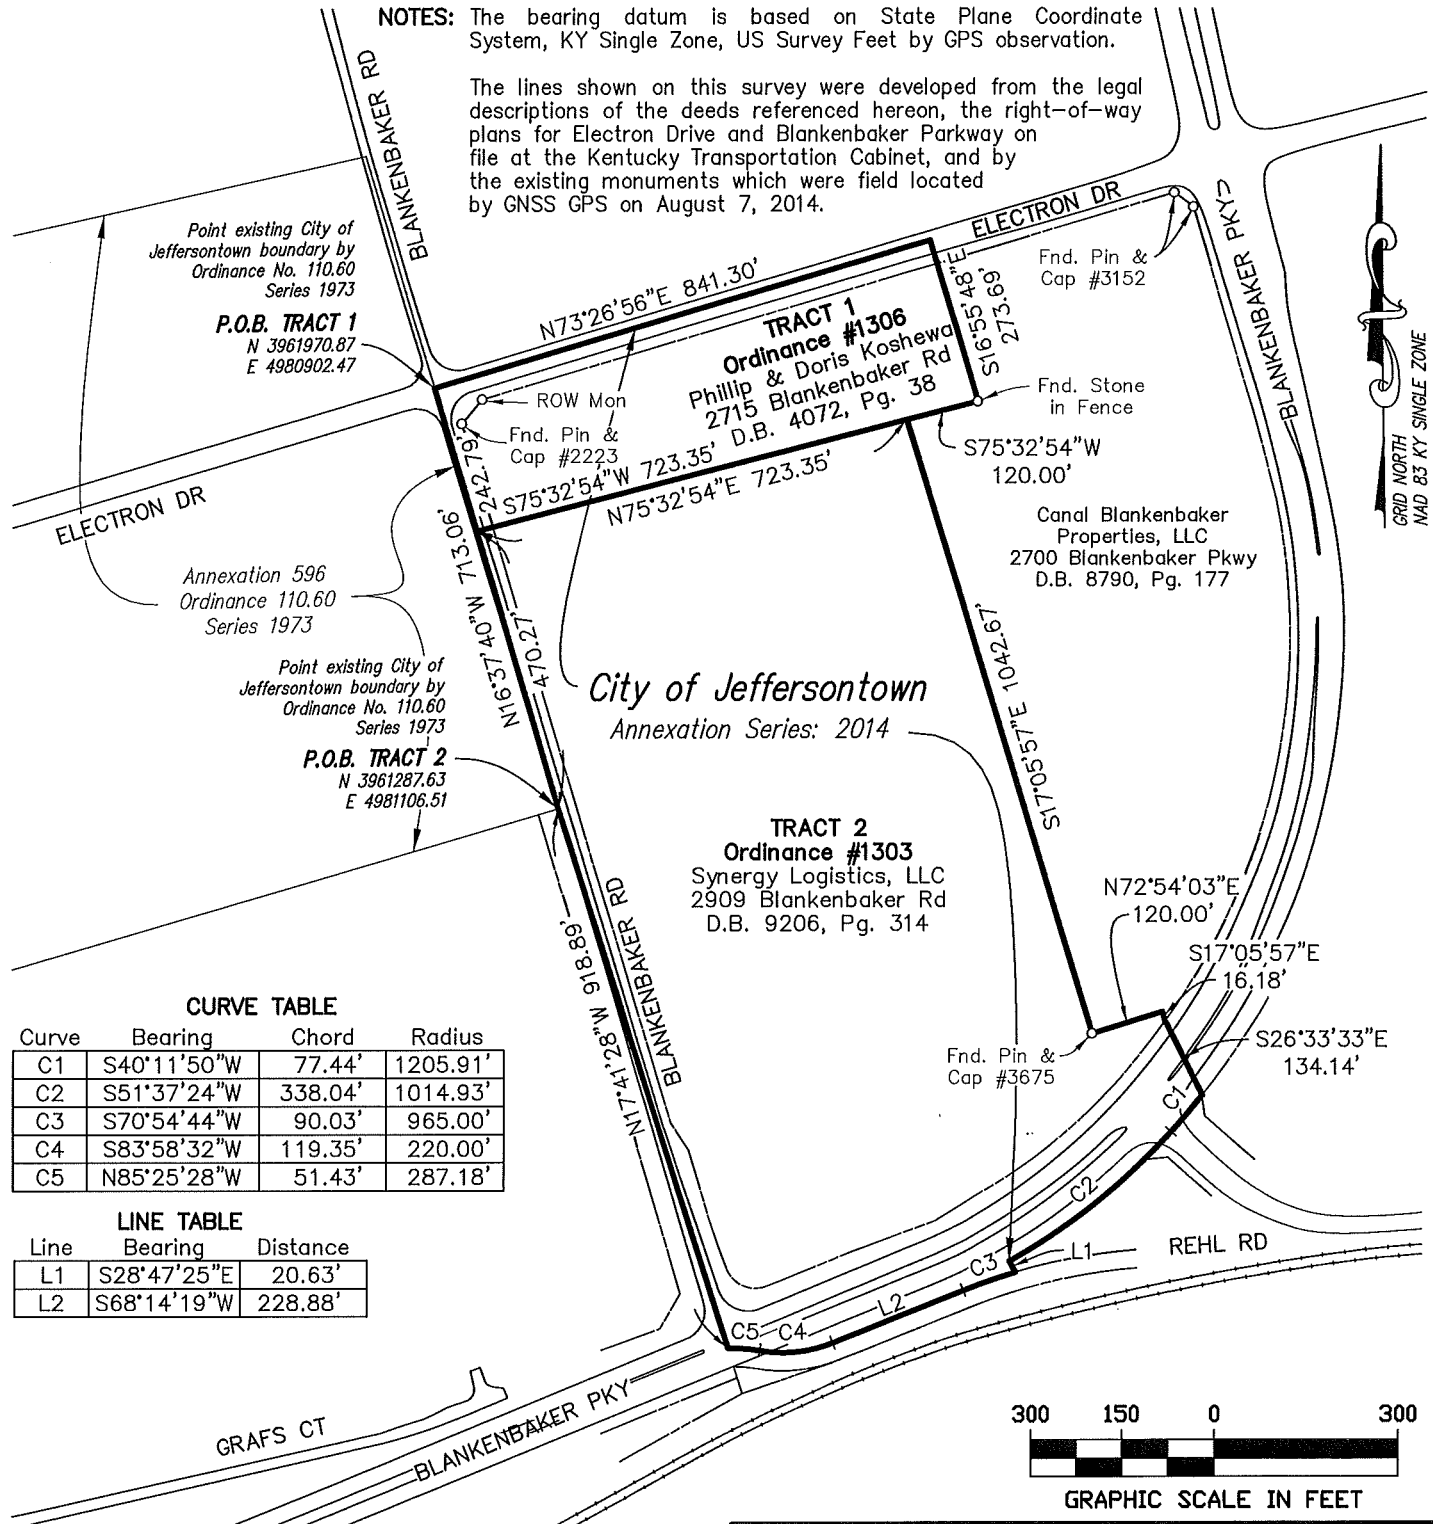 NOTES: The bearing datum is based on State Plane Coordinate
System, KY Single Zone, US Survey Feet by GPS observation.
The lines shown on this survey were developed from the legal
descriptions of the deeds referenced hereon, the right-of-way
plans for Electron Drive and Blankenbaker Parkway on
file at the Kentucky Transportation Cabinet, and by
the existing monuments which were field located
by GNSS GPS on August 7, 2014.
BLANKENBAKER RD
Point existing City of
Jeffersontown boundary by
Ordinance No. 110.60
Series 1973
P.O.B. TRACT 1
N 3961970.87
E 4980902.47
ELECTRON DR
BLANKENBAKER PKY
Fnd. Pin &
Cap #3152
N73°26'56"E 841.30'
TRACT 1
Ordinance #1306
Phillip & Doris Koshewa
2715 Blankenbaker Rd
D.B. 4072, Pg. 38
S16°55'48"E
273.69'
BLANKENBAKER PKY
GRID NORTH
NAD 83 KY SINGLE ZONE
ROW Mon
Fnd. Pin &
Cap #2223
Fnd. Stone
in Fence
S75°32'54"W
120.00'
242.79'
S75°32'54"W 723.35'
N75°32'54"E 723.35'
ELECTRON DR
Canal Blankenbaker
Properties, LLC
2700 Blankenbaker Pkwy
D.B. 8790, Pg. 177
Annexation 596
Ordinance 110.60
Series 1973
N16°37'40"W 713.06'
470.27'
Point existing City of
Jeffersontown boundary by
Ordinance No. 110.60
Series 1973
P.O.B. TRACT 2
N 3961287.63
E 4981106.51
City of Jeffersontown
Annexation Series: 2014
S17°05'57"E 1042.67'
TRACT 2
Ordinance #1303
Synergy Logistics, LLC
2909 Blankenbaker Rd
D.B. 9206, Pg. 314
N72°54'03"E
120.00'
S17°05'57"E
16.18'
S26°33'33"E
134.14'
BLANKENBAKER RD
N17°41'28"W 918.89'
Fnd. Pin &
Cap #3675
CURVE TABLE
Curve Bearing Chord Radius
C1 S40°11'50"W 77.44' 1205.91'
C2 S51°37'24"W 338.04' 1014.93'
C3 S70°54'44"W 90.03' 965.00'
C4 S83°58'32"W 119.35' 220.00'
C5 N85°25'28"W 51.43' 287.18'
LINE TABLE
Line Bearing Distance
L1 S28°47'25"E 20.63'
L2 S68°14'19"W 228.88'
C1
C2
C3
L1
REHL RD
L2
C5
C4
GRAFS CT
BLANKENBAKER PKY
300 150 0 300
GRAPHIC SCALE IN FEET